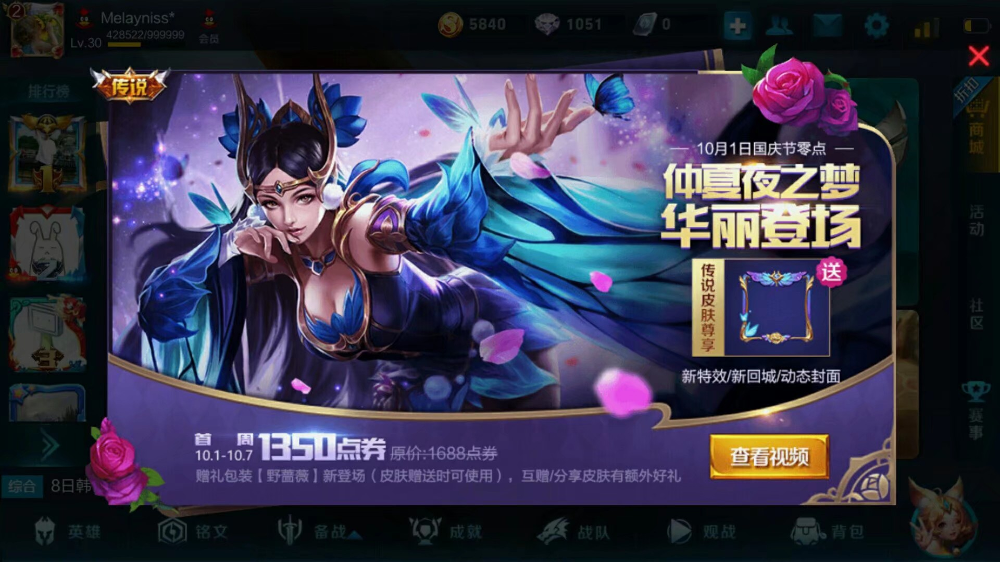 2
Melayniss*
Lv.30
428522/999999
会员
5840
1051
0
排行榜
传说
折扣
商城
10月1日国庆节零点
仲夏夜之梦
华丽登场
传说皮肤尊享
送
新特效/新回城/动态封面
活动
社区
赛事
1
2
3
首周
10.1-10.7
1350点券
原价:1688点券
赠礼包装【野蔷薇】新登场（皮肤赠送时可使用），互赠/分享皮肤有额外好礼
查看视频
综合
8日韩
英雄
铭文
备战
成就
战队
观战
背包